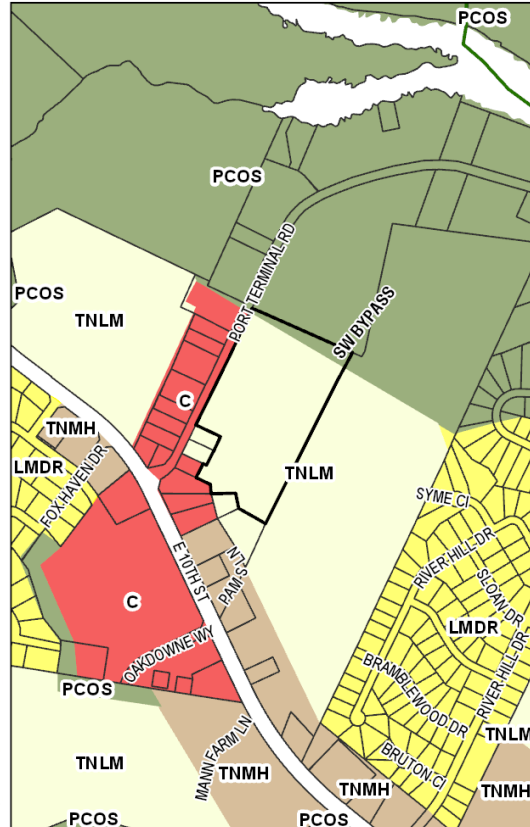 PCOS
PCOS
PORT TERMINAL RD
PCOS
TNLM
SW BYPASS
C
TNMH
LMDR
FOX HAVEN DR
TNLM
SYME CI
RIVER HILL DR
SLOAN DR
E 10TH ST
PAM S LN
C
LMDR
OAKDOWNE WY
RIVER HILL DR
BRAMBLEWOOD DR
PCOS
MANN FARM LN
BRUTON CI
TNLM
TNLM
TNMH
TNMH
TNMH
PCOS
PCOS